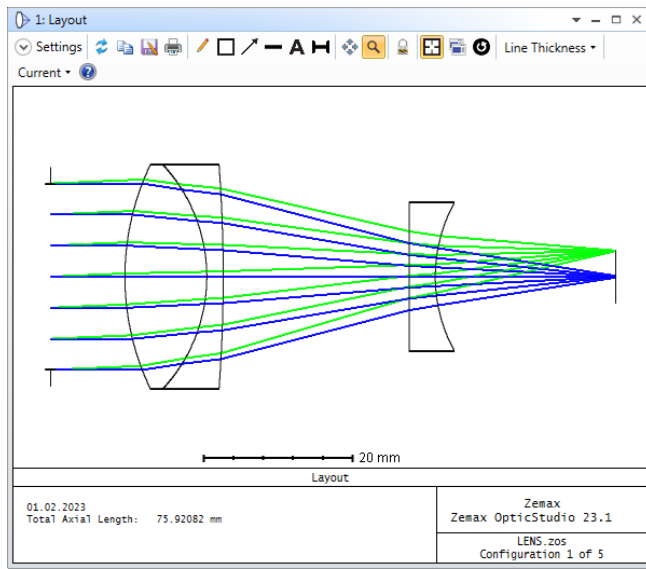 1: Layout
Settings
A
Line Thickness
Current
?
20 mm
Layout
01.02.2023
Total Axial Length: 75.92082 mm
Zemax
Zemax OpticStudio 23.1
LENS.zos
Configuration 1 of 5